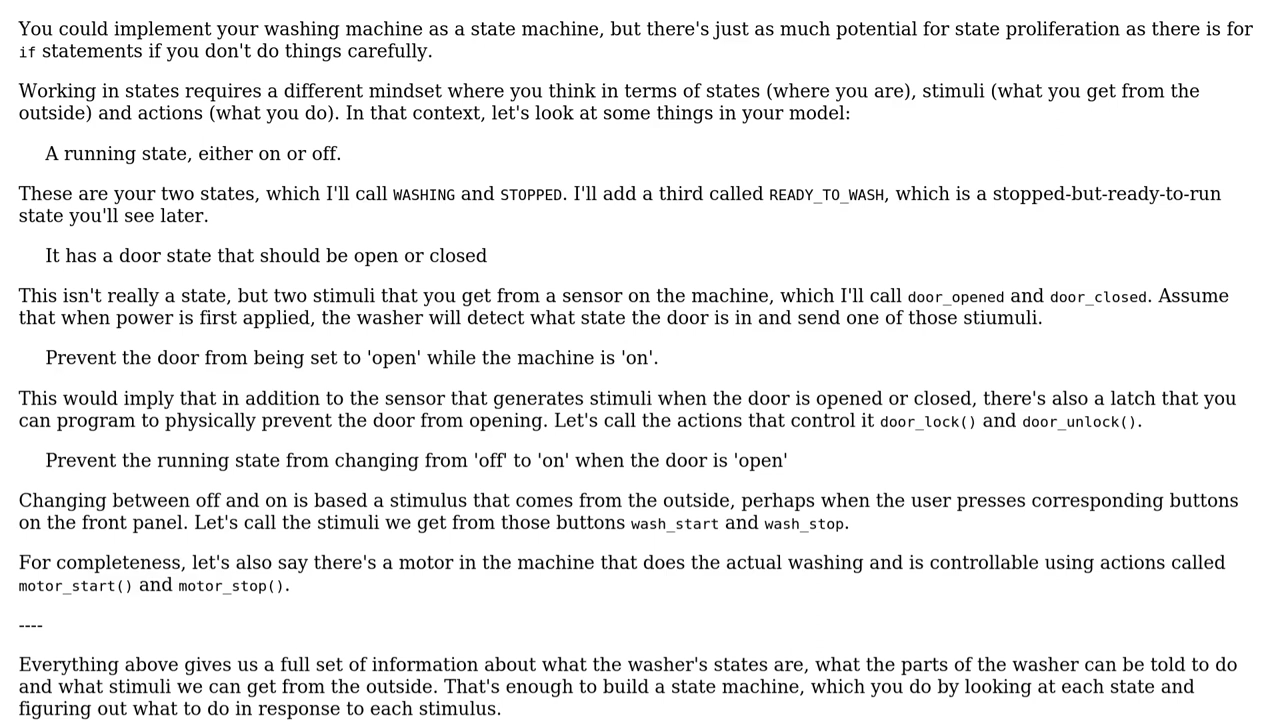 You could implement your washing machine as a state machine, but there's just as much potential for state proliferation as there is for
if statements if you don't do things carefully.
Working in states requires a different mindset where you think in terms of states (where you are), stimuli (what you get from the
outside) and actions (what you do). In that context, let's look at some things in your model:
A running state, either on or off.
These are your two states, which I'll call WASHING and STOPPED. I'll add a third called READY_TO_WASH, which is a stopped-but-ready-to-run
state you'll see later.
It has a door state that should be open or closed
This isn't really a state, but two stimuli that you get from a sensor on the machine, which I'll call door_opened and door_closed. Assume
that when power is first applied, the washer will detect what state the door is in and send one of those stiumuli.
Prevent the door from being set to 'open' while the machine is 'on'.
This would imply that in addition to the sensor that generates stimuli when the door is opened or closed, there's also a latch that you
can program to physically prevent the door from opening. Let's call the actions that control it door_lock() and door_unlock().
Prevent the running state from changing from 'off' to 'on' when the door is 'open'
Changing between off and on is based a stimulus that comes from the outside, perhaps when the user presses corresponding buttons
on the front panel. Let's call the stimuli we get from those buttons wash_start and wash_stop.
For completeness, let's also say there's a motor in the machine that does the actual washing and is controllable using actions called
motor_start() and motor_stop().
----
Everything above gives us a full set of information about what the washer's states are, what the parts of the washer can be told to do
and what stimuli we can get from the outside. That's enough to build a state machine, which you do by looking at each state and
figuring out what to do in response to each stimulus.